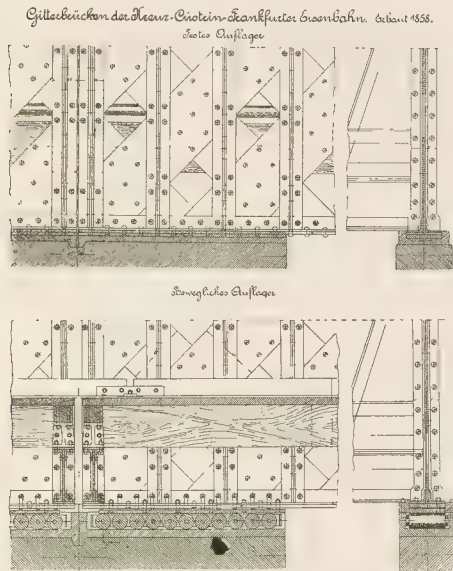 Gitterbrücken der Kreuz-Cüstrin-Frankfurter Eisenbahn. Erbaut 1858.
Festes Auflager
Bewegliches Auflager